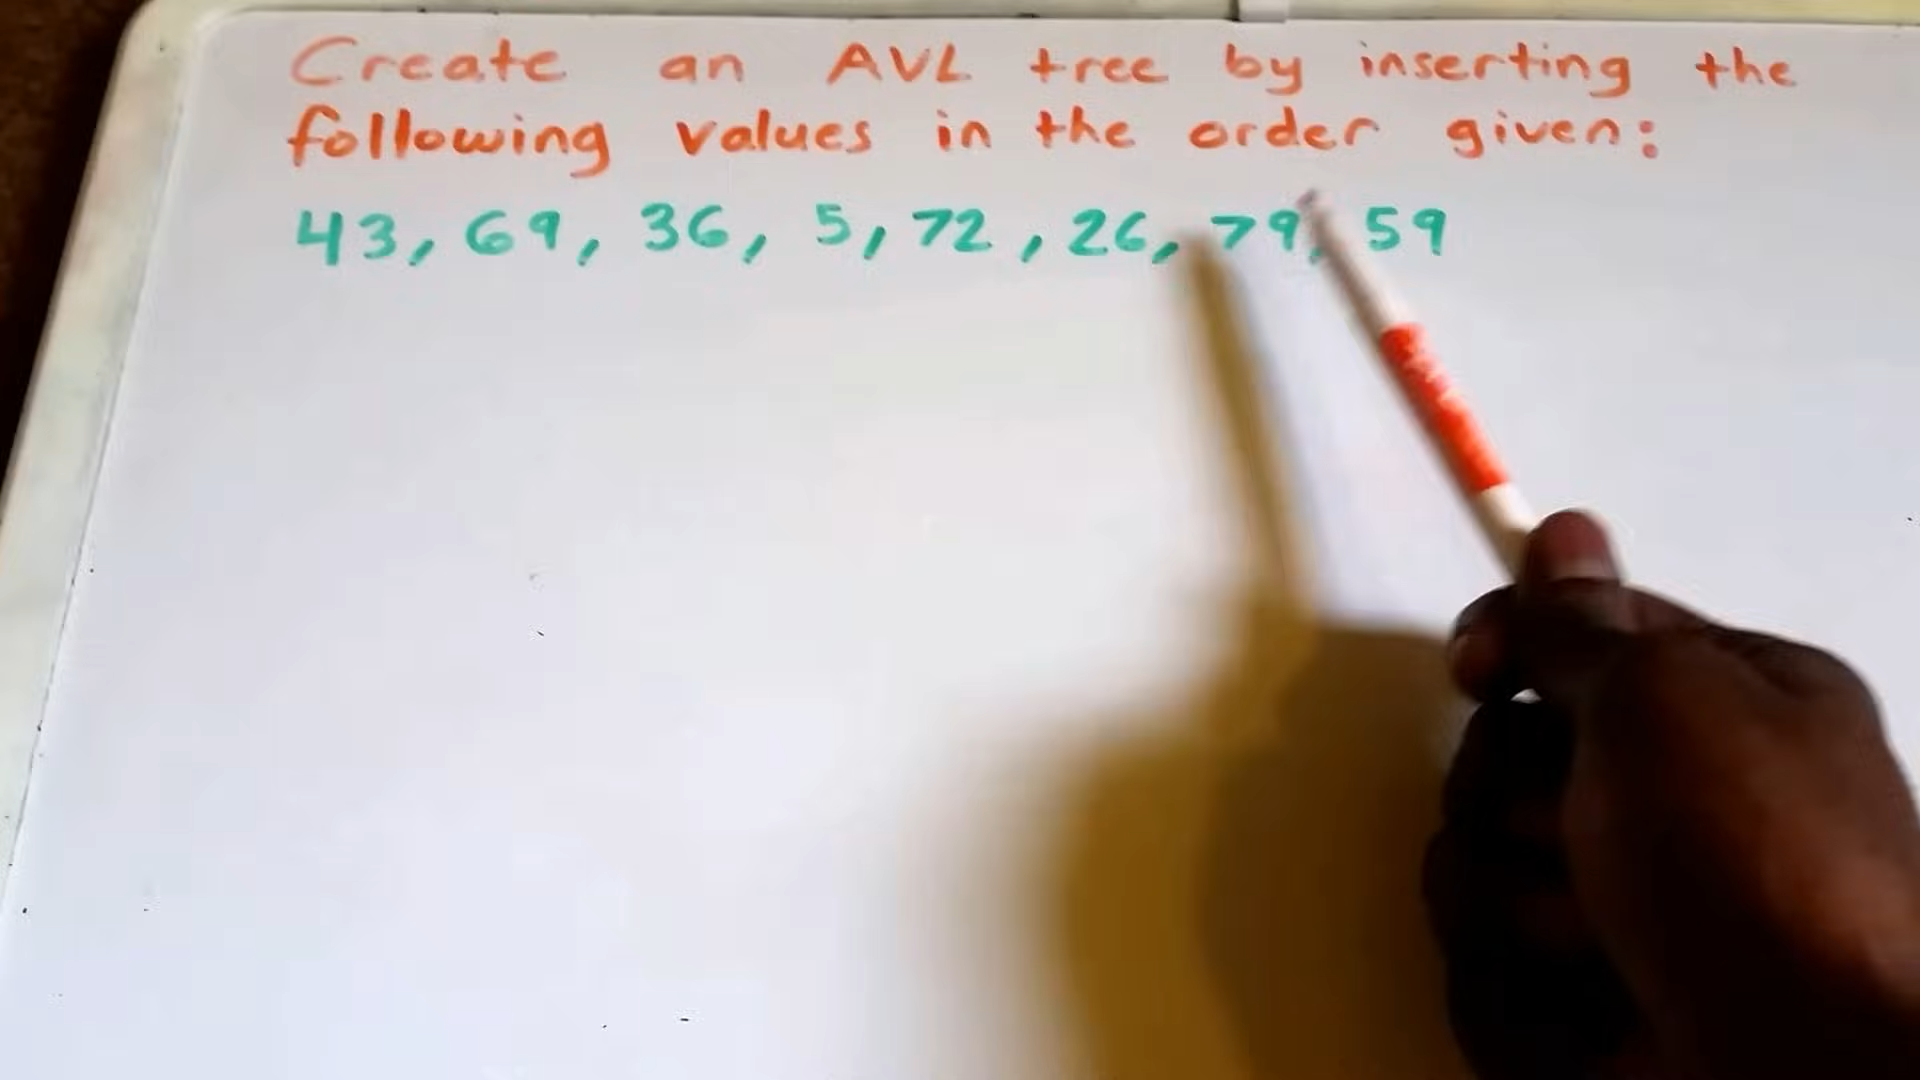 Create an AVL tree by inserting the
following values in the order given:
43, 69, 36, 5, 72, 26, 79, 59